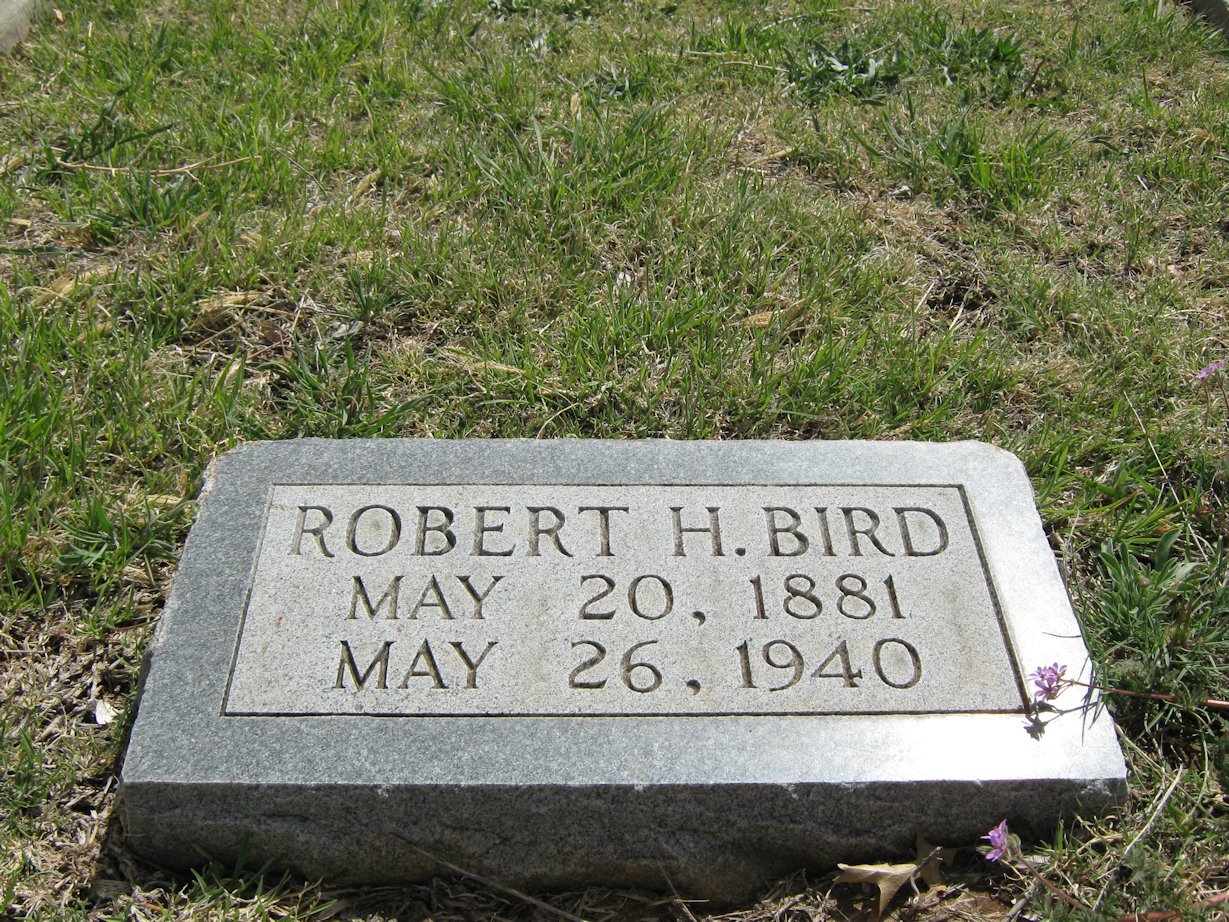 ROBERT H. BIRD
MAY 20, 1881
MAY 26, 1940